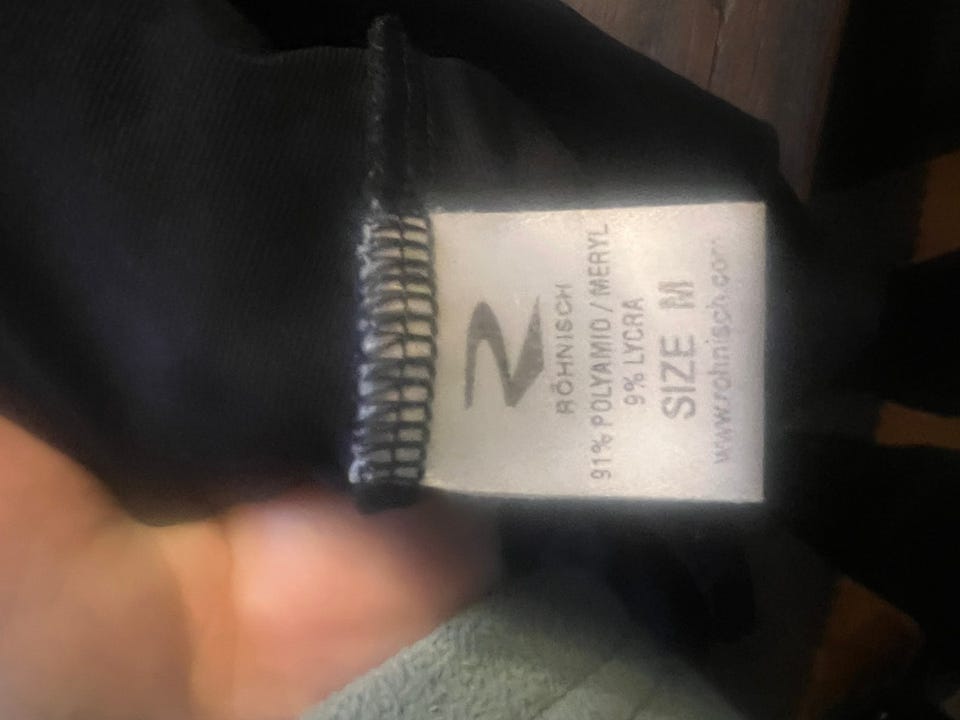 RÖHNISCH
91% POLYAMID / MERYL
9% LYCRA
SIZE M
www.rohnisch.com